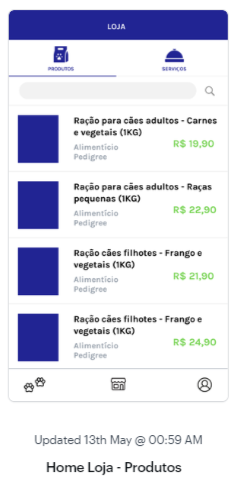 LOJA
PRODUTOS
SERVIÇOS
Ração para cães adultos - Carnes
e vegetais (1KG)
Alimentício
Pedigree
R$ 19,90
Ração para cães adultos - Raças
pequenas (1KG)
Alimentício
Pedigree
R$ 22,90
Ração cães filhotes - Frango e
vegetais (1KG)
Alimentício
Pedigree
R$ 21,90
Ração cães filhotes - Frango e
vegetais (1KG)
Alimentício
Pedigree
R$ 24,90
Updated 13th May @ 00:59 AM
Home Loja - Produtos